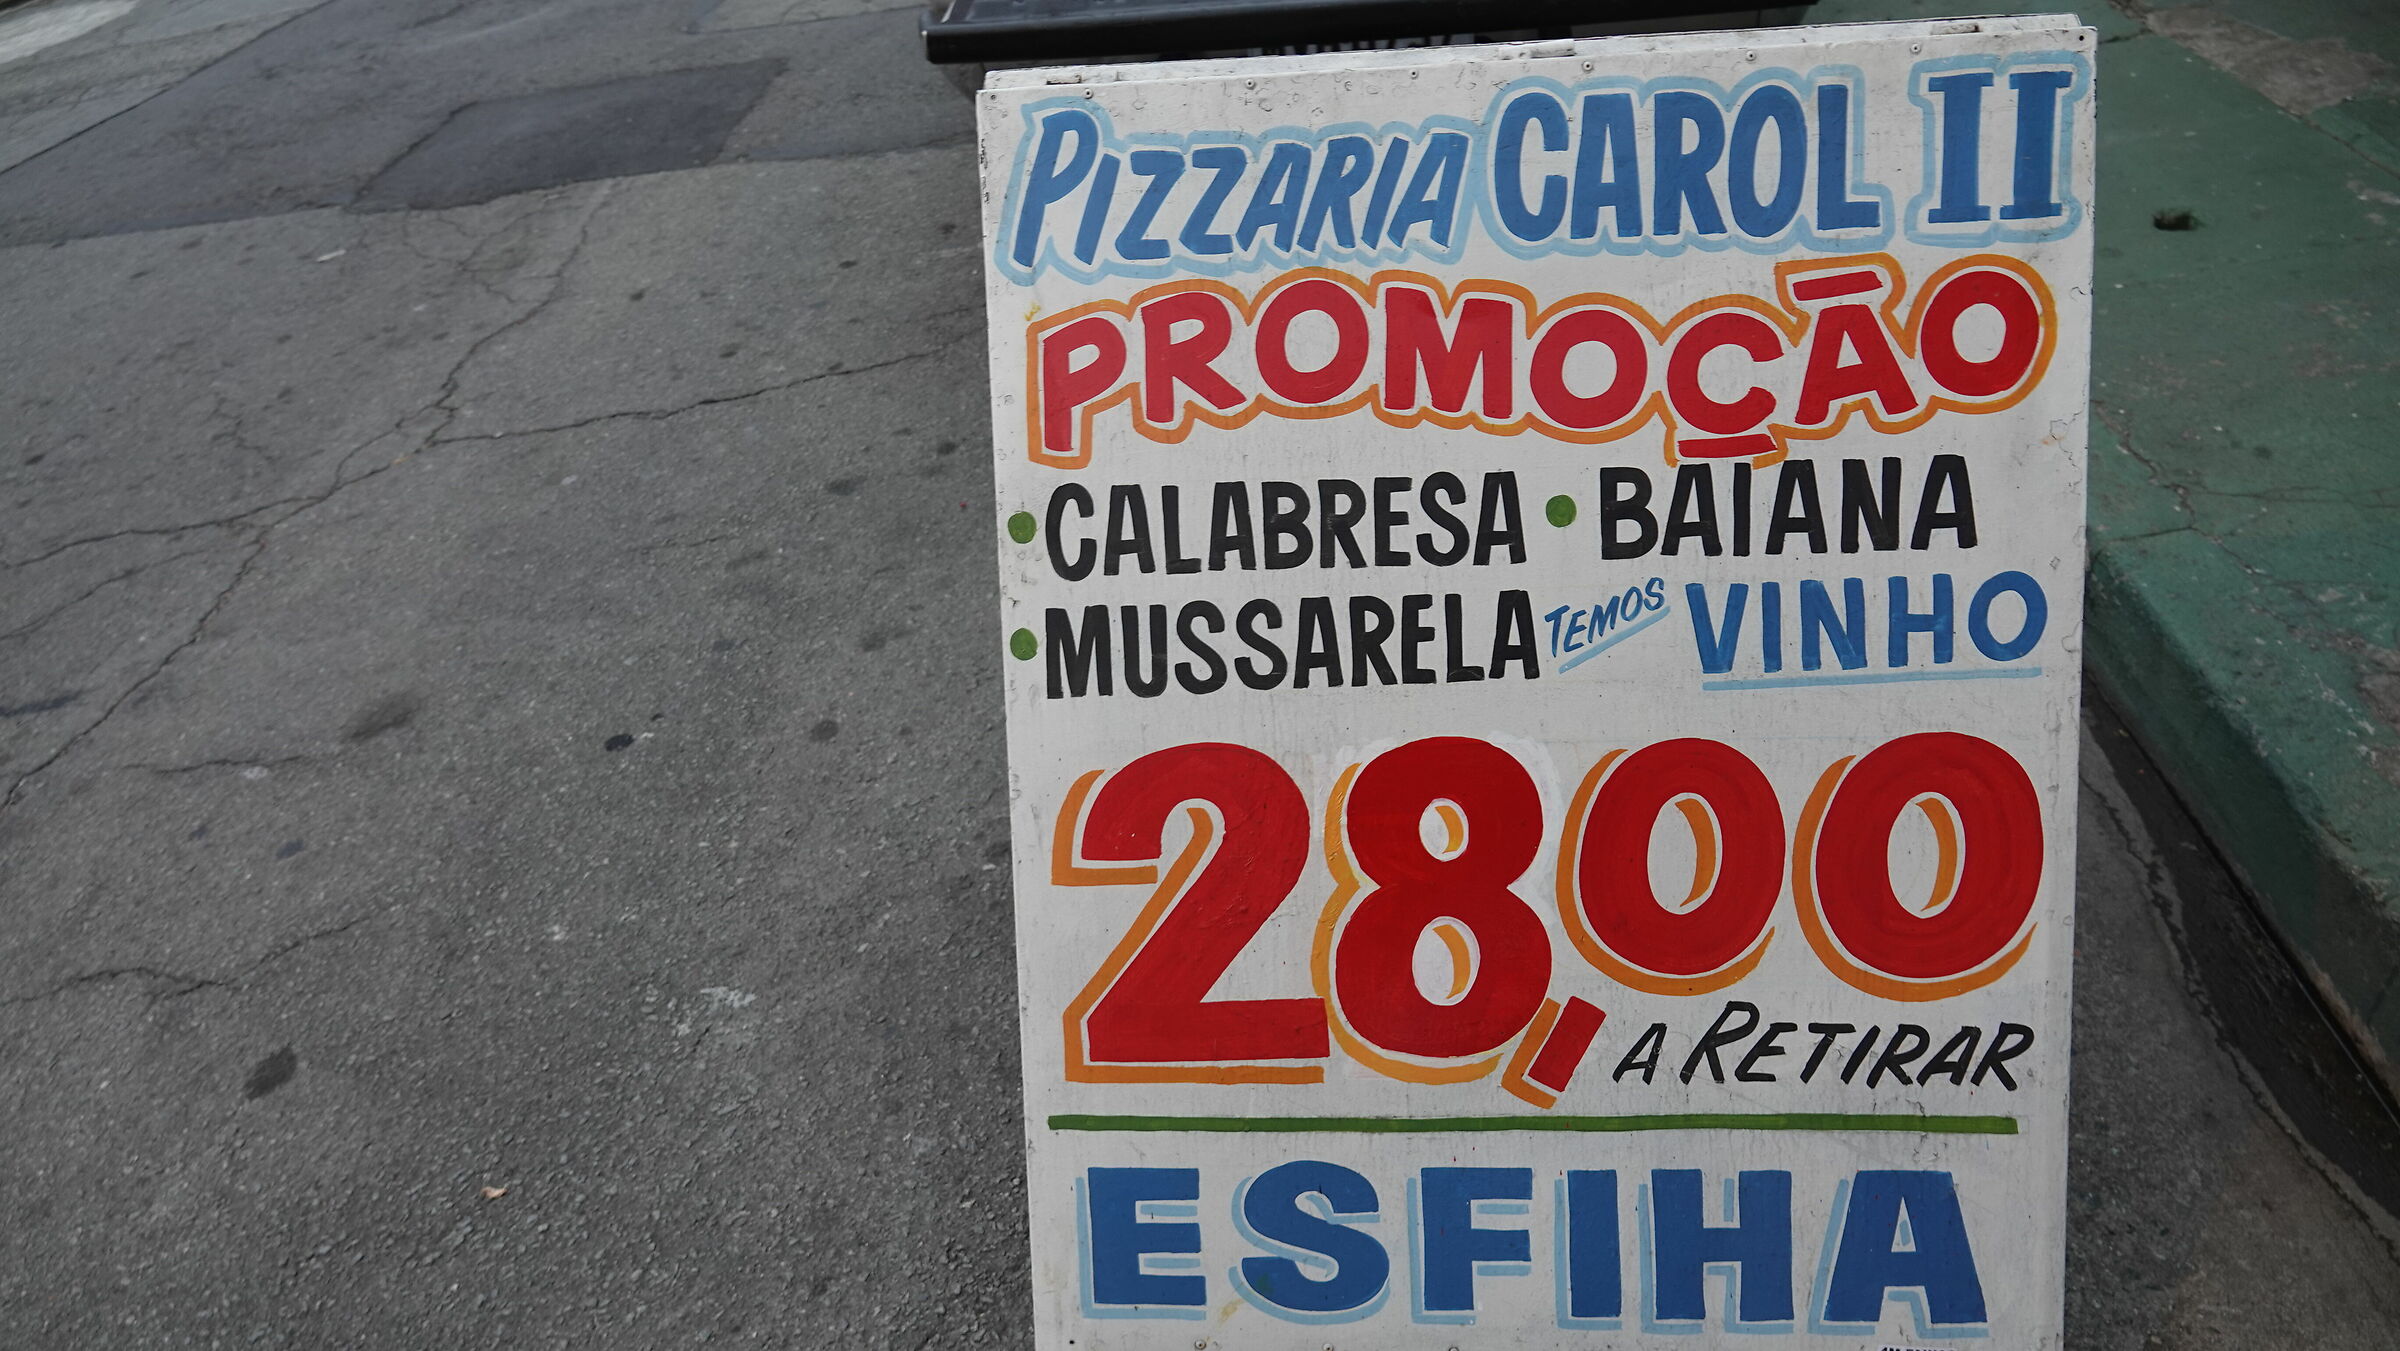 PIZZARIA CAROL II
PROMOÇÃO
• CALABRESA • BAIANA
• MUSSARELA TEMOS VINHO
28,00
A RETIRAR
ESFIHA